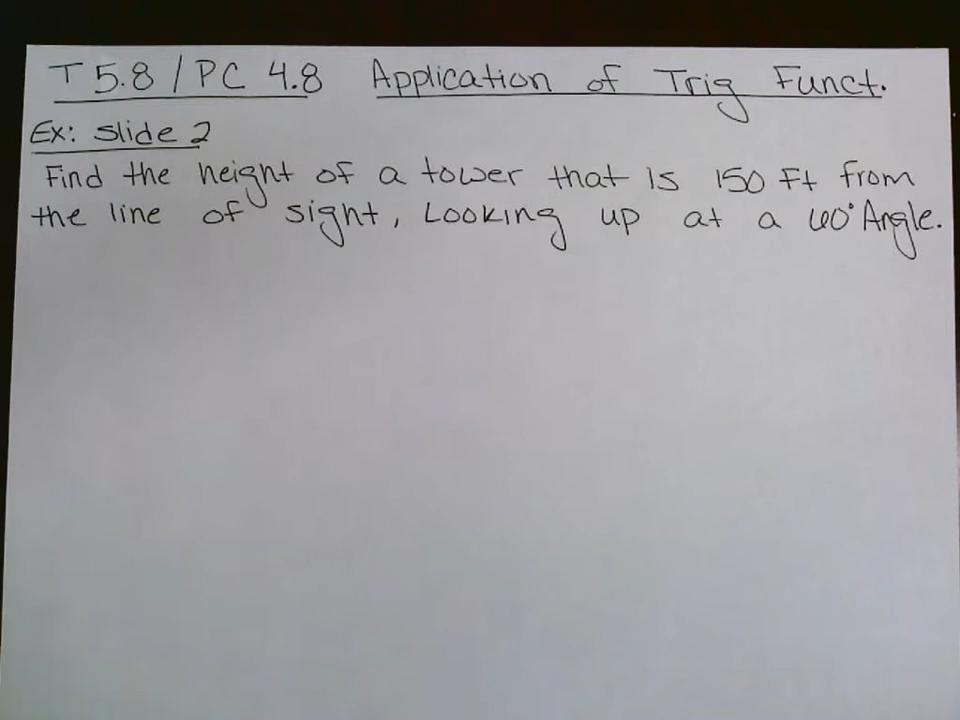 T 5.8 / PC 4.8 Application of Trig Funct.
Ex: Slide 2
Find the height of a tower that is 150 Ft from
the line of sight, Looking up at a 60° Angle.